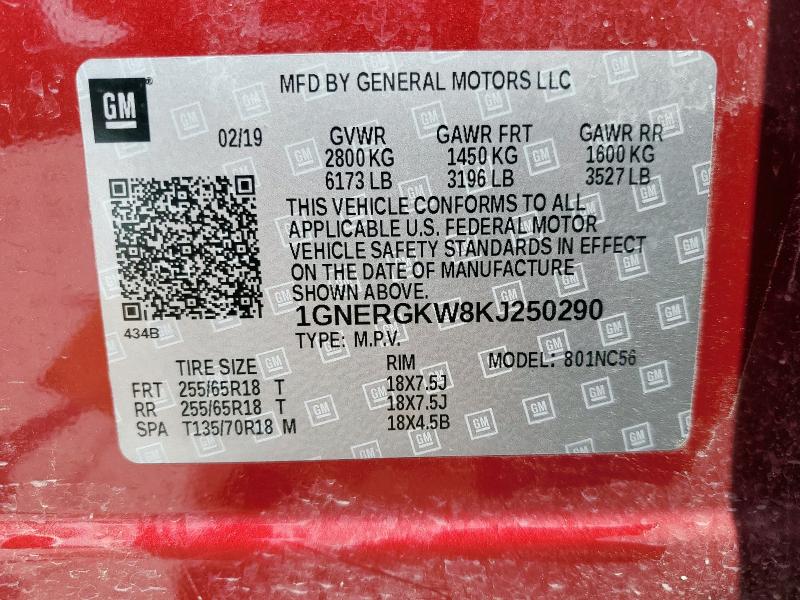 GM
MFD BY GENERAL MOTORS LLC
02/19 GVWR GAWR FRT GAWR RR
2800 KG 1450 KG 1600 KG
6173 LB 3196 LB 3527 LB
THIS VEHICLE CONFORMS TO ALL
APPLICABLE U.S. FEDERAL MOTOR
VEHICLE SAFETY STANDARDS IN EFFECT
ON THE DATE OF MANUFACTURE
SHOWN ABOVE.
1GNERGKW8KJ250290
434B
TYPE: M.P.V. MODEL: 801NC56
TIRE SIZE RIM
FRT 255/65R18 T 18X7.5J
RR 255/65R18 T 18X7.5J
SPA T135/70R18 M 18X4.5B